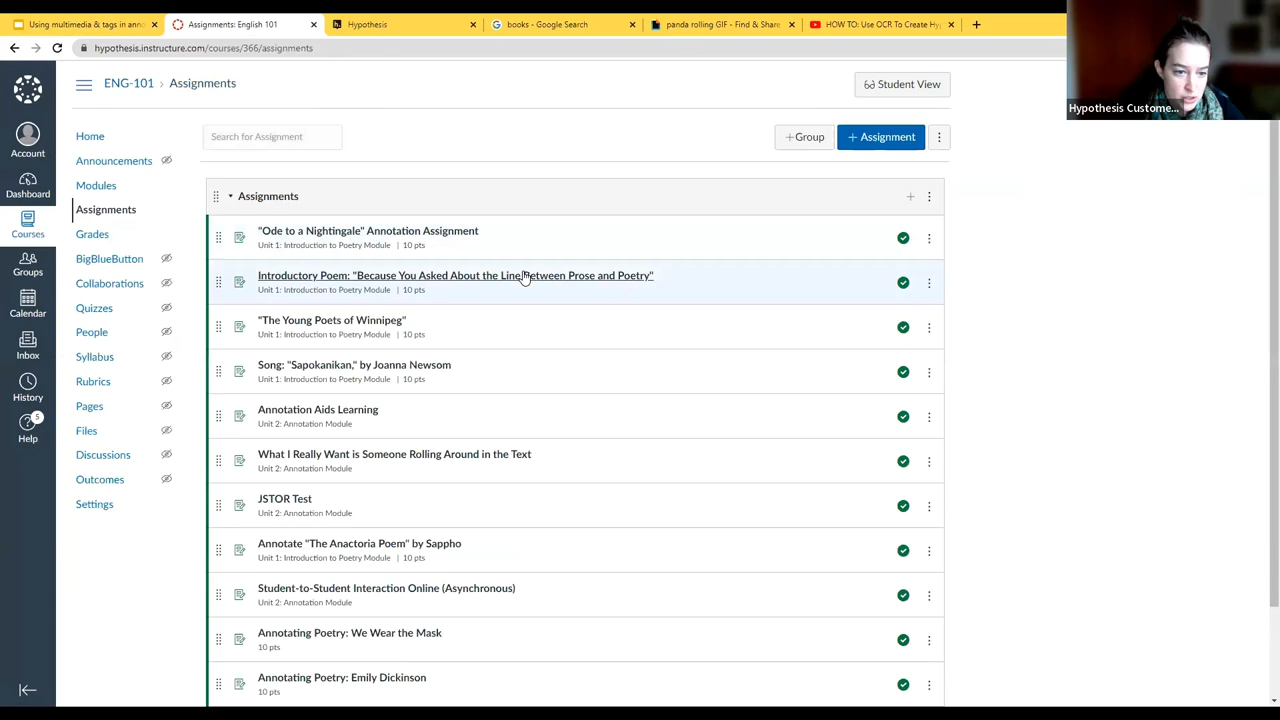 Using multimedia & tags in anno
Assignments: English 101
Hypothesis
books - Google Search
panda rolling GIF - Find & Share
HOW TO: Use OCR To Create Hy
hypothesis.instructure.com/courses/366/assignments
Hypothesis Custome...
ENG-101 > Assignments
Student View
Account
Dashboard
Courses
Groups
Calendar
Inbox
History
5
Help
Home
Announcements
Modules
Assignments
Grades
BigBlueButton
Collaborations
Quizzes
People
Syllabus
Rubrics
Pages
Files
Discussions
Outcomes
Settings
Search for Assignment
+Group
+ Assignment
Assignments
"Ode to a Nightingale" Annotation Assignment
Unit 1: Introduction to Poetry Module | 10 pts
Introductory Poem: "Because You Asked About the Line Between Prose and Poetry"
Unit 1: Introduction to Poetry Module | 10 pts
"The Young Poets of Winnipeg"
Unit 1: Introduction to Poetry Module | 10 pts
Song: "Sapokanikan," by Joanna Newsom
Unit 1: Introduction to Poetry Module | 10 pts
Annotation Aids Learning
Unit 2: Annotation Module
What I Really Want is Someone Rolling Around in the Text
Unit 2: Annotation Module
JSTOR Test
Unit 2: Annotation Module
Annotate "The Anactoria Poem" by Sappho
Unit 1: Introduction to Poetry Module | 10 pts
Student-to-Student Interaction Online (Asynchronous)
Unit 2: Annotation Module
Annotating Poetry: We Wear the Mask
10 pts
Annotating Poetry: Emily Dickinson
10 pts